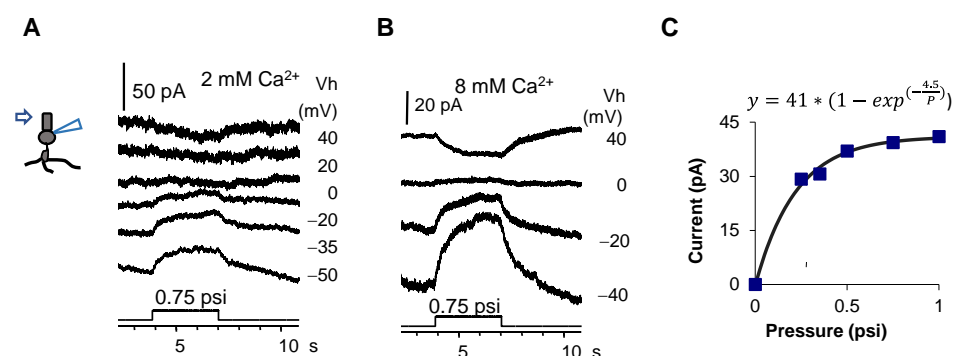 A
50 pA
2 mM Ca²⁺
Vh
(mV)
40
20
0
−20
−35
−50
0.75 psi
5
10 s
B
20 pA
8 mM Ca²⁺
Vh
(mV)
40
0
−20
−40
0.75 psi
5
10 s
C
y = 41 * (1 − exp^(−4.5/P))
Current (pA)
45
30
15
0
0
0.5
1
Pressure (psi)